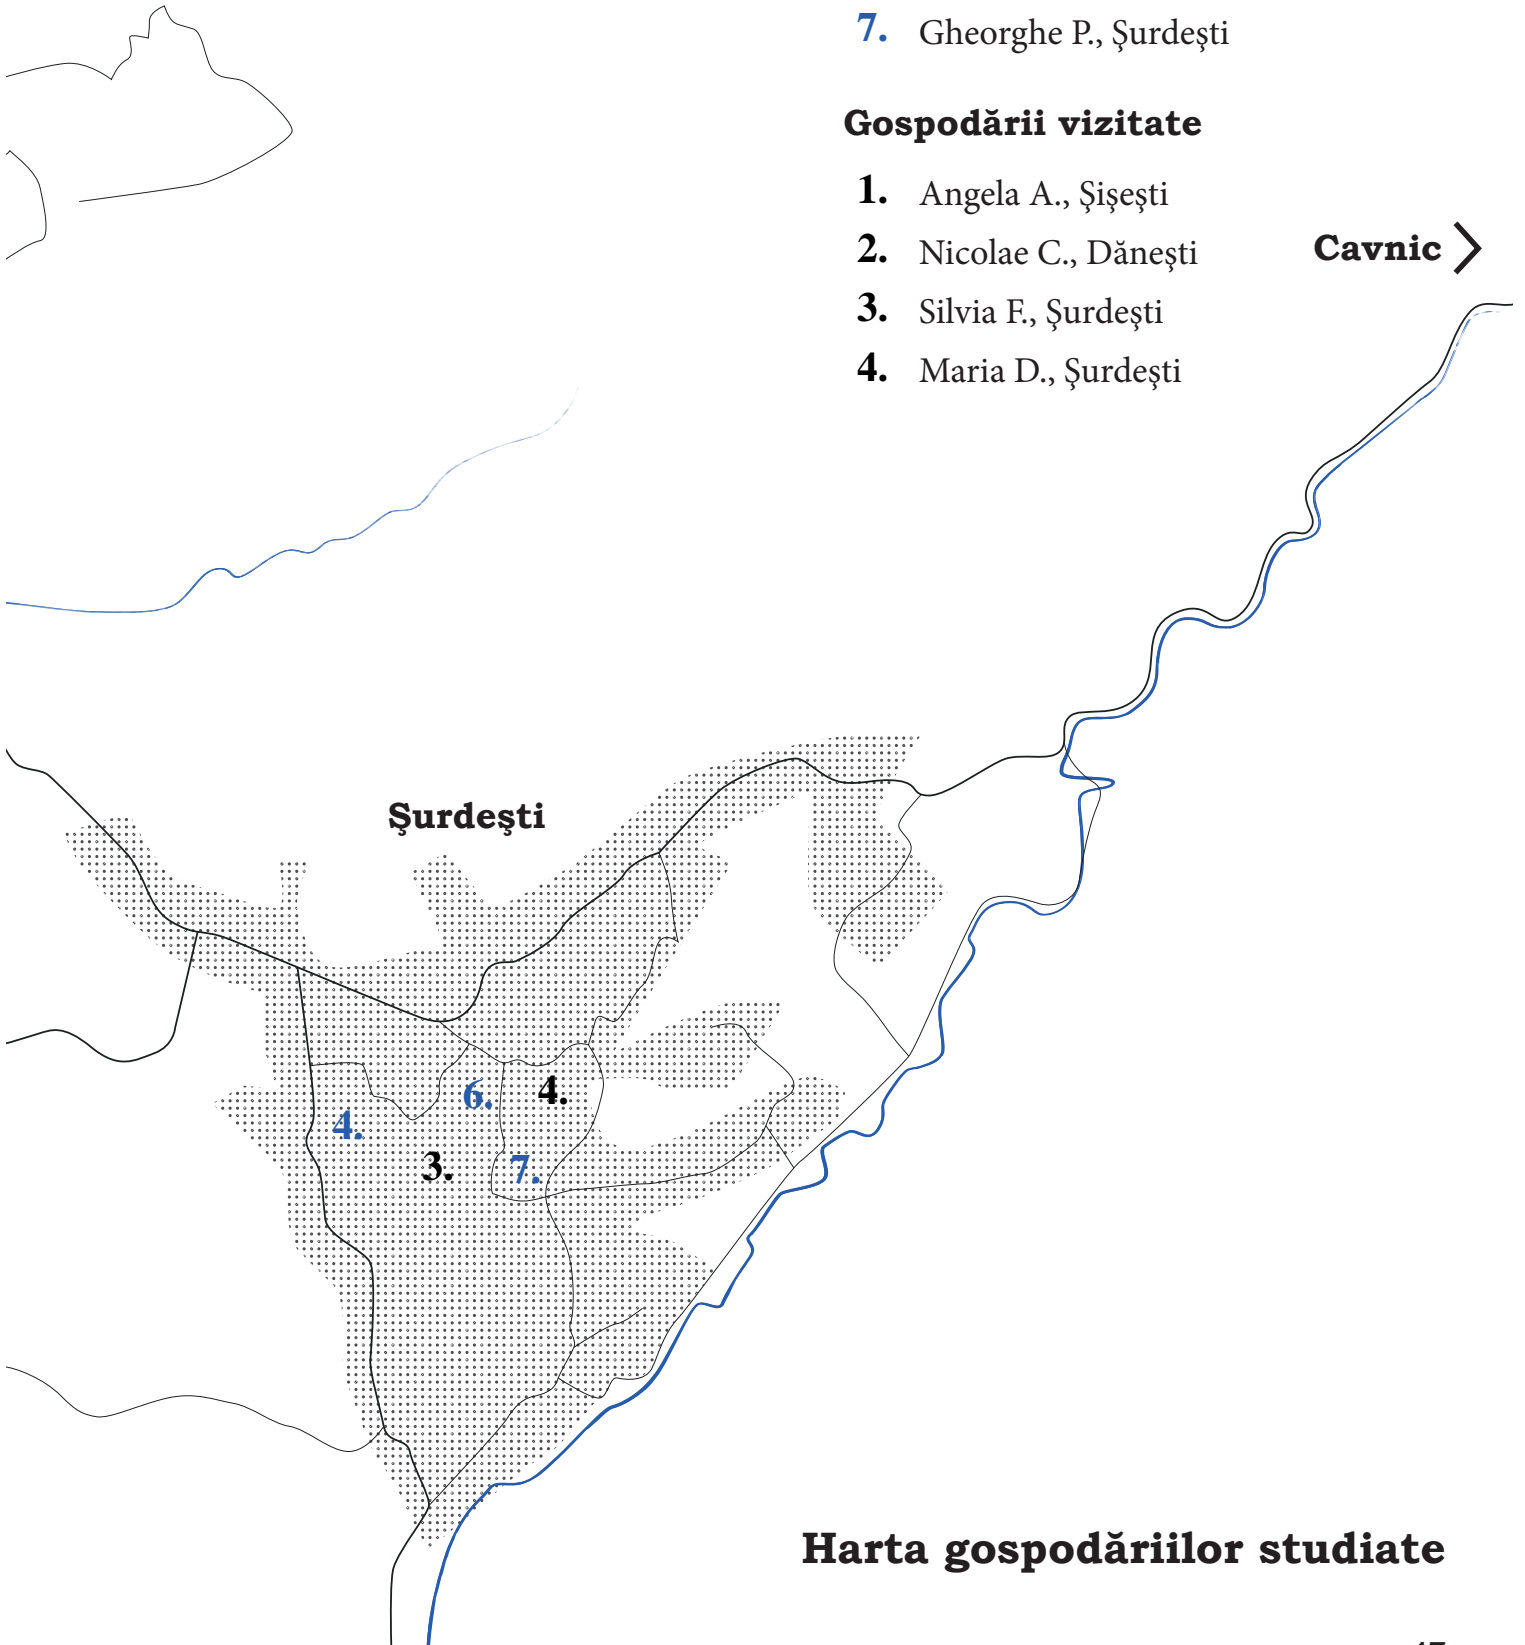 7. Gheorghe P., Şurdeşti
Gospodării vizitate
1. Angela A., Şişeşti
2. Nicolae C., Dăneşti
3. Silvia F., Şurdeşti
4. Maria D., Şurdeşti
Cavnic
Şurdeşti
6.
4.
4.
3.
7.
Harta gospodăriilor studiate